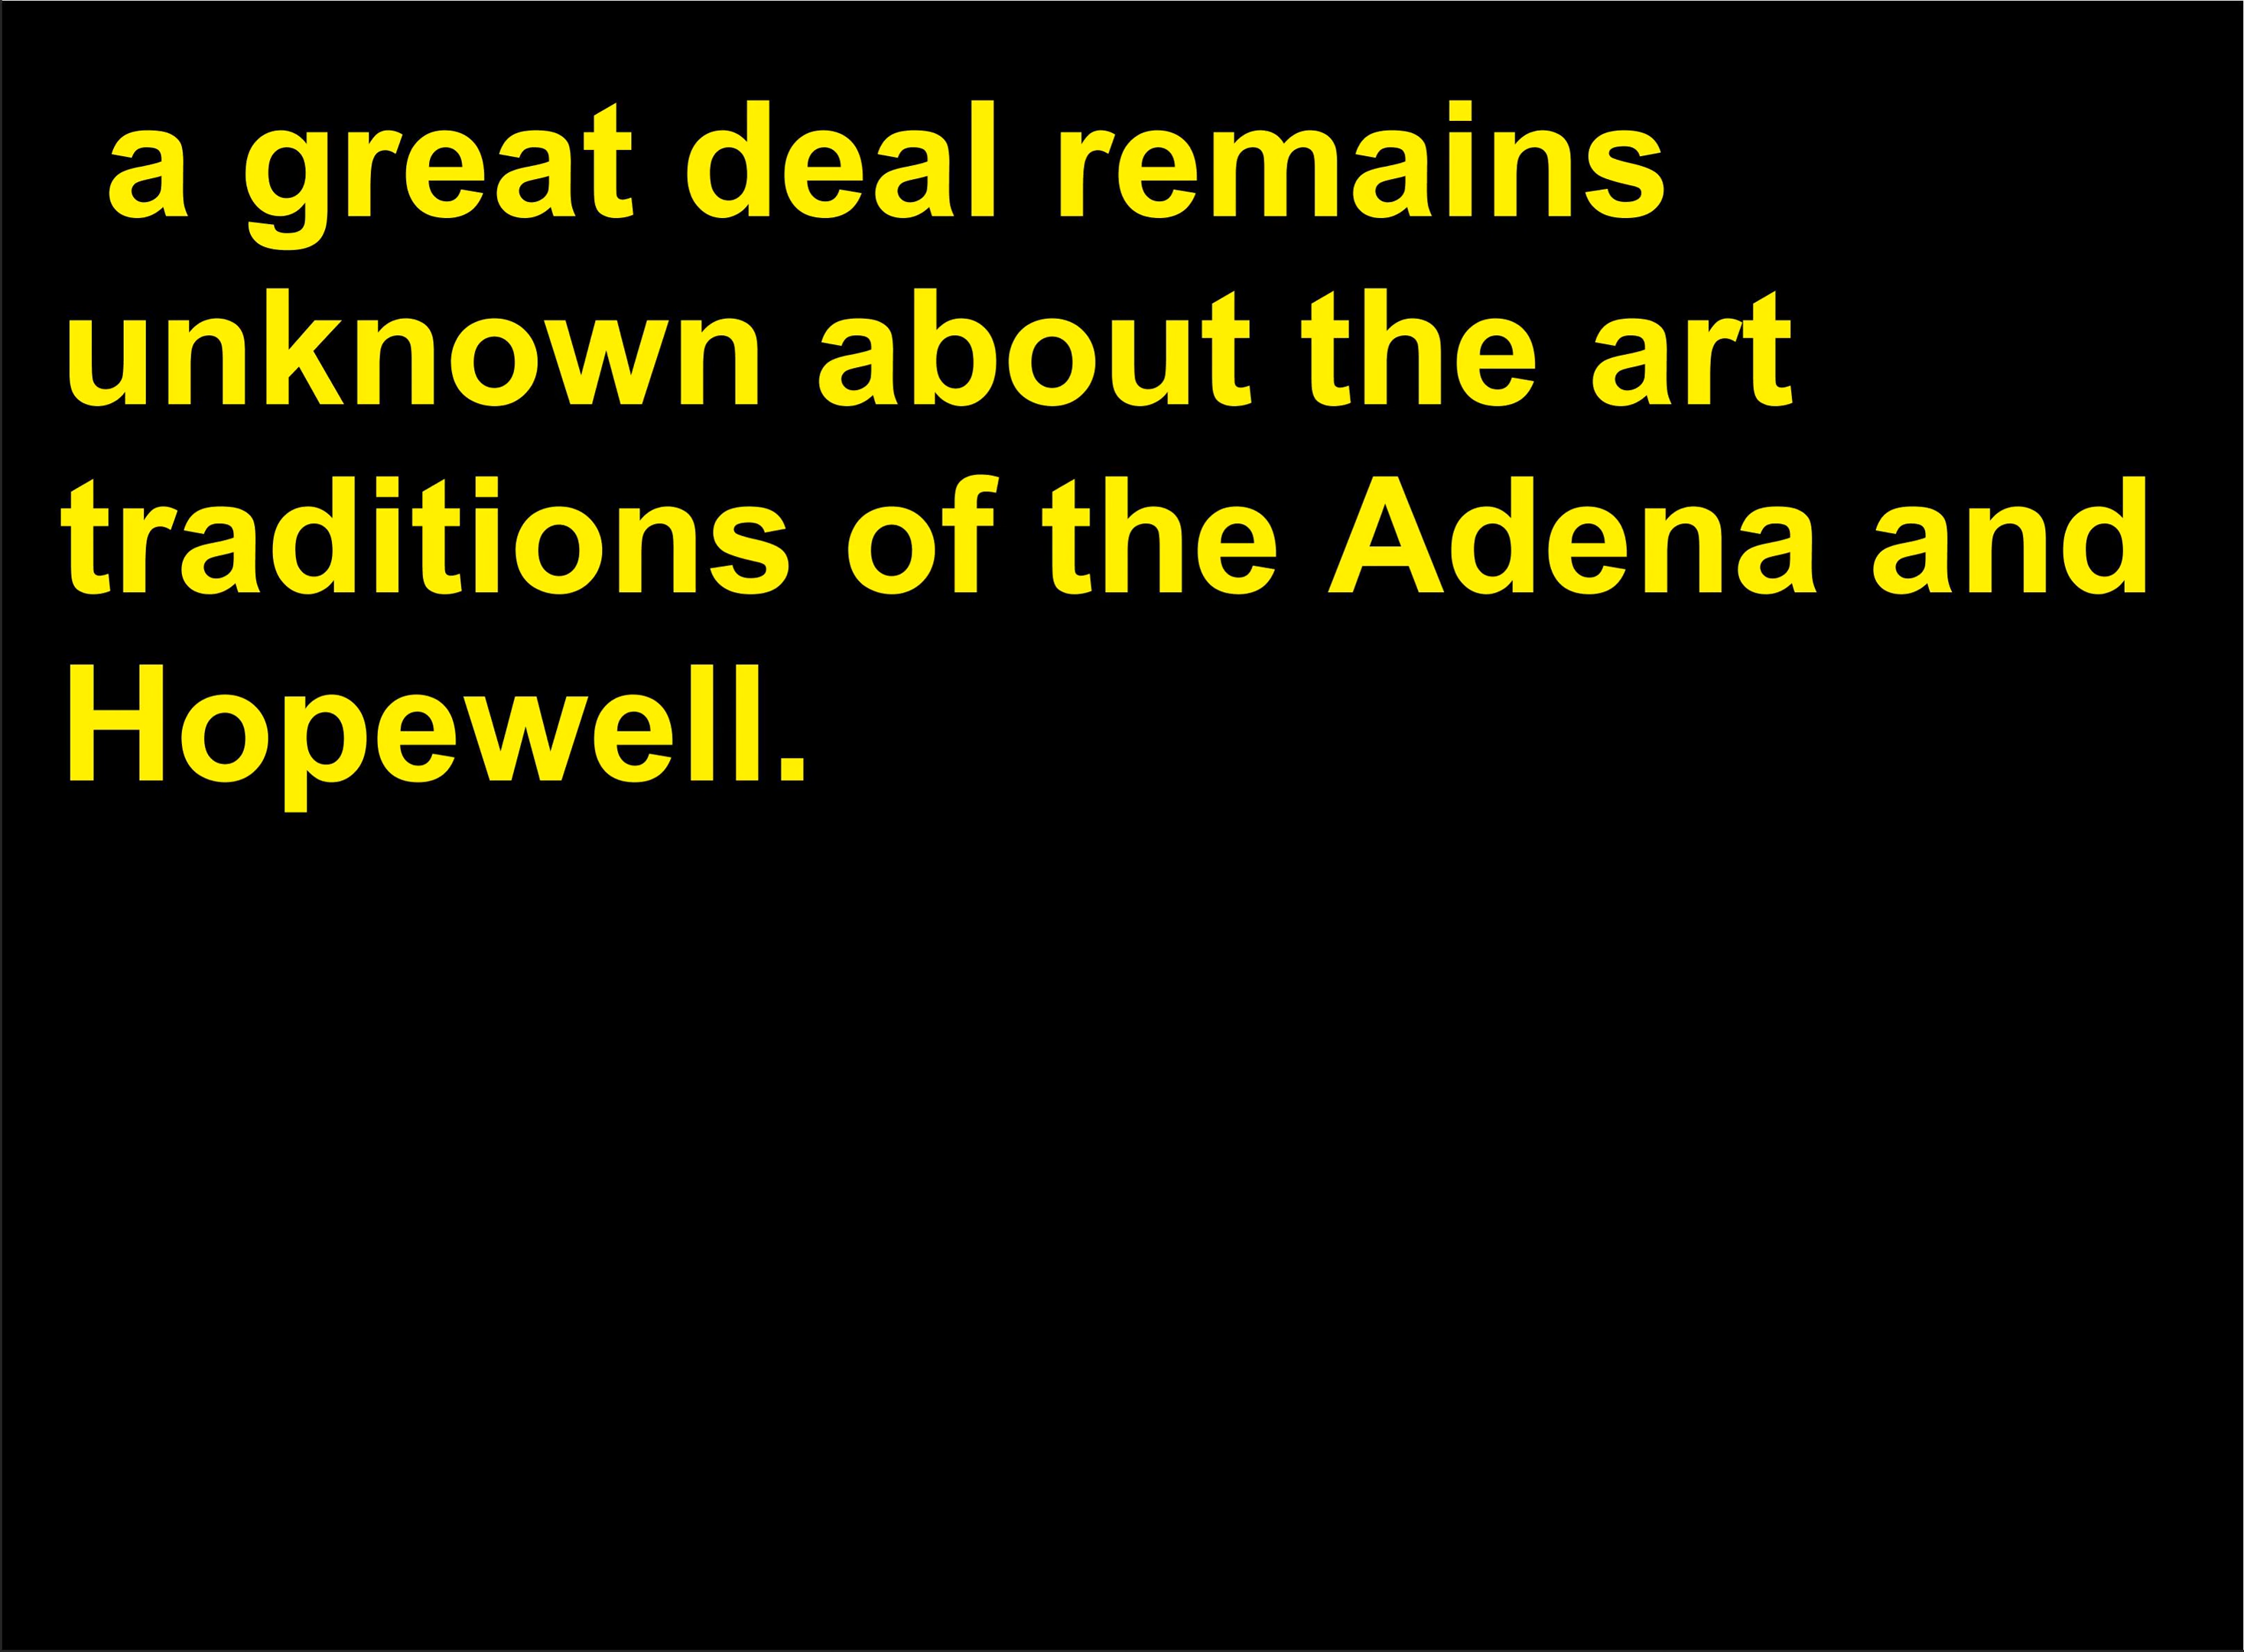 a great deal remains
unknown about the art
traditions of the Adena and
Hopewell.